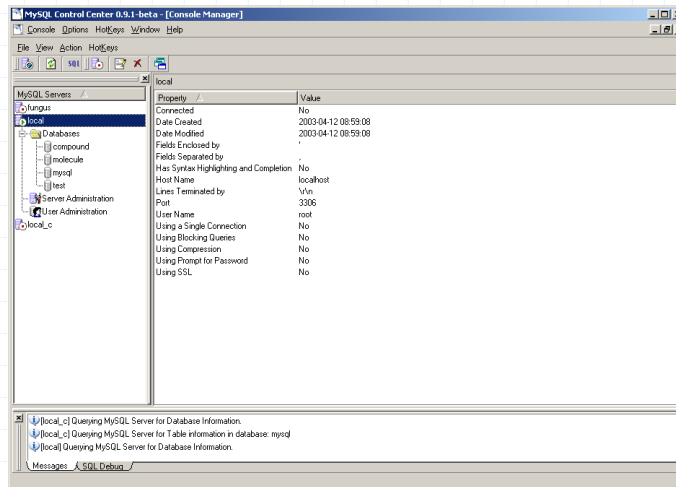 MySQL Control Center 0.9.1-beta - [Console Manager]
Console Options HotKeys Window Help
File View Action HotKeys
SQL
local
MySQL Servers
fungus
local
Databases
compound
molecule
mysql
test
Server Administration
User Administration
local_c
Property Value
Connected No
Date Created 2003-04-12 08:59:08
Date Modified 2003-04-12 08:59:08
Fields Enclosed by '
Fields Separated by ,
Has Syntax Highlighting and Completion No
Host Name localhost
Lines Terminated by \r\n
Port 3306
User Name root
Using a Single Connection No
Using Blocking Queries No
Using Compression No
Using Prompt for Password No
Using SSL No
[local_c] Querying MySQL Server for Database Information.
[local_c] Querying MySQL Server for Table information in database: mysql
[local] Querying MySQL Server for Database Information.
Messages SQL Debug